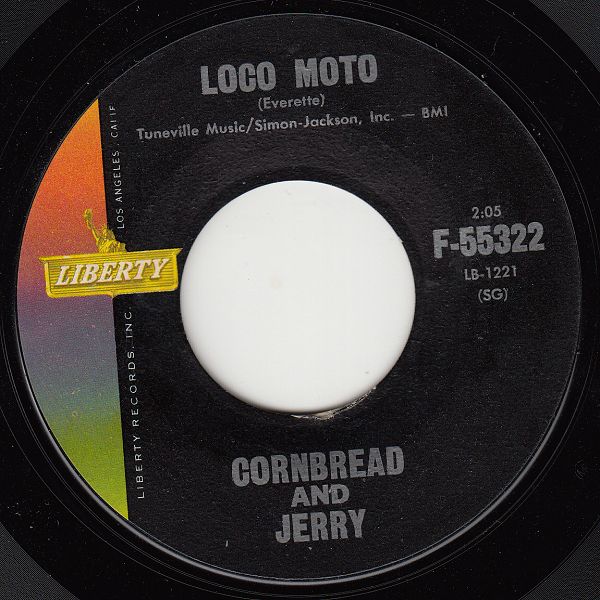 LOCO MOTO
(Everette)
Tuneville Music/Simon-Jackson, Inc. — BMI
2:05
F-55322
LB-1221
(SG)
LIBERTY
LIBERTY RECORDS, INC.
LOS ANGELES, CALIF.
CORNBREAD
AND
JERRY